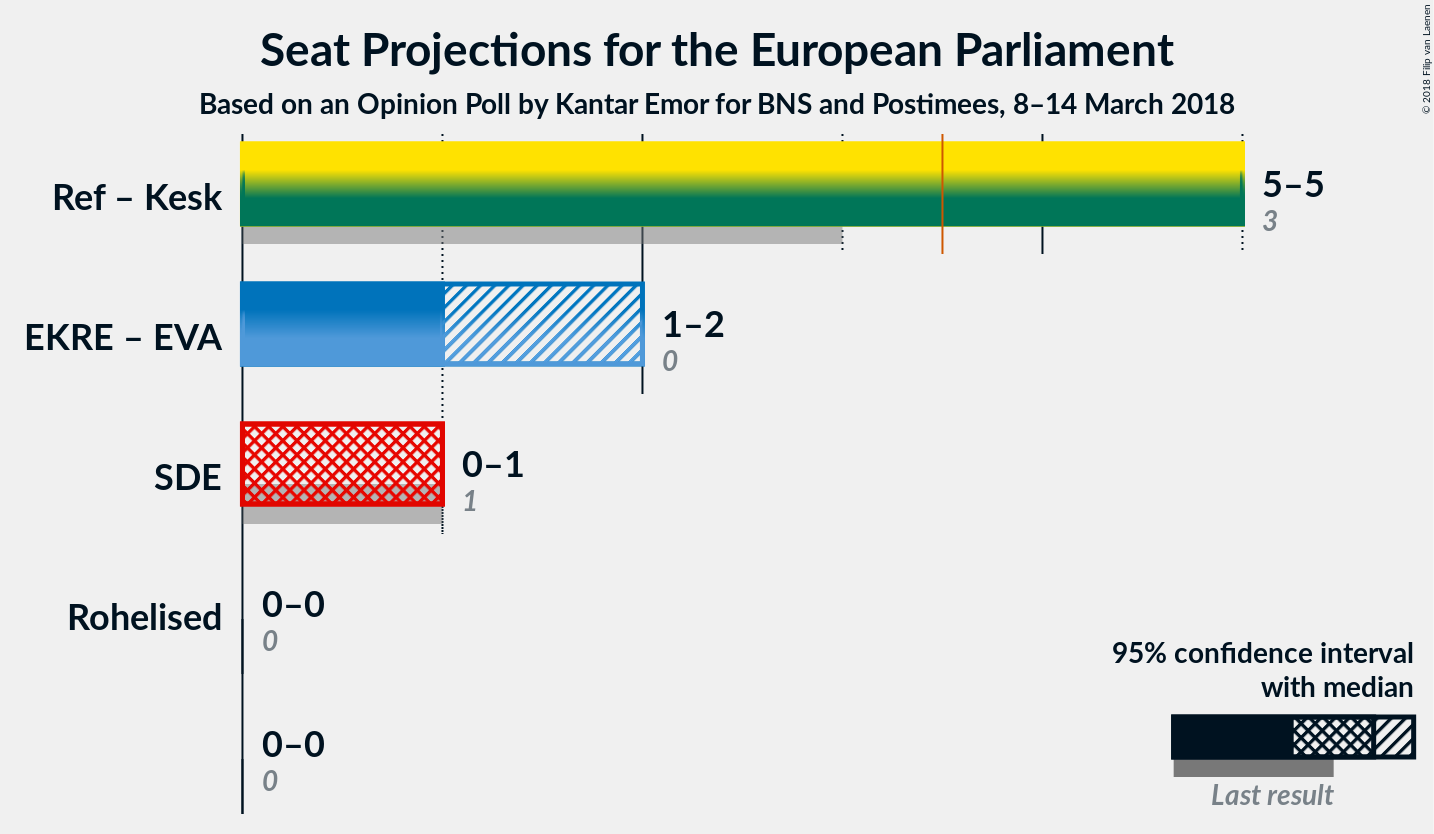 Seat Projections for the European Parliament
Based on an Opinion Poll by Kantar Emor for BNS and Postimees, 8–14 March 2018
© 2018 Filip van Laenen
Ref – Kesk
5–5
3
EKRE – EVA
1–2
0
SDE
0–1
1
Rohelised
0–0
0
0–0
0
95% confidence interval
with median
Last result